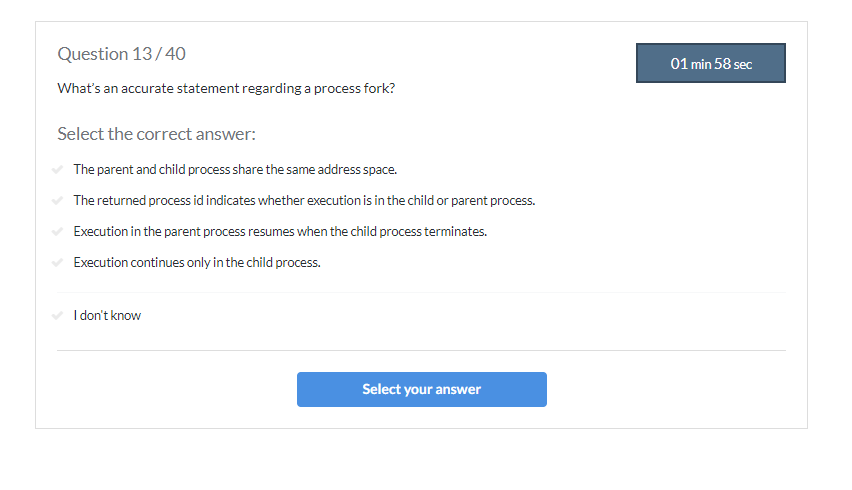 Question 13 / 40
01 min 58 sec
What's an accurate statement regarding a process fork?
Select the correct answer:
The parent and child process share the same address space.
The returned process id indicates whether execution is in the child or parent process.
Execution in the parent process resumes when the child process terminates.
Execution continues only in the child process.
I don't know
Select your answer